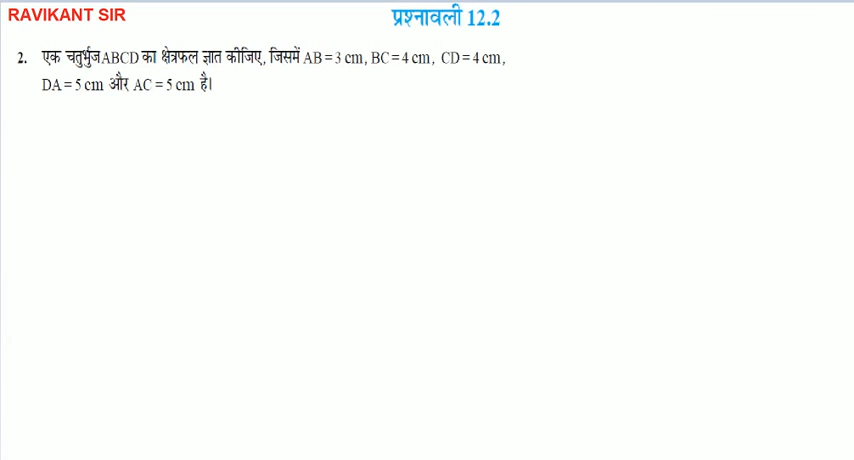 RAVIKANT SIR
प्रश्नावली 12.2
2. एक चतुर्भुज ABCD का क्षेत्रफल ज्ञात कीजिए, जिसमें AB = 3 cm, BC = 4 cm, CD = 4 cm,
DA = 5 cm और AC = 5 cm है।